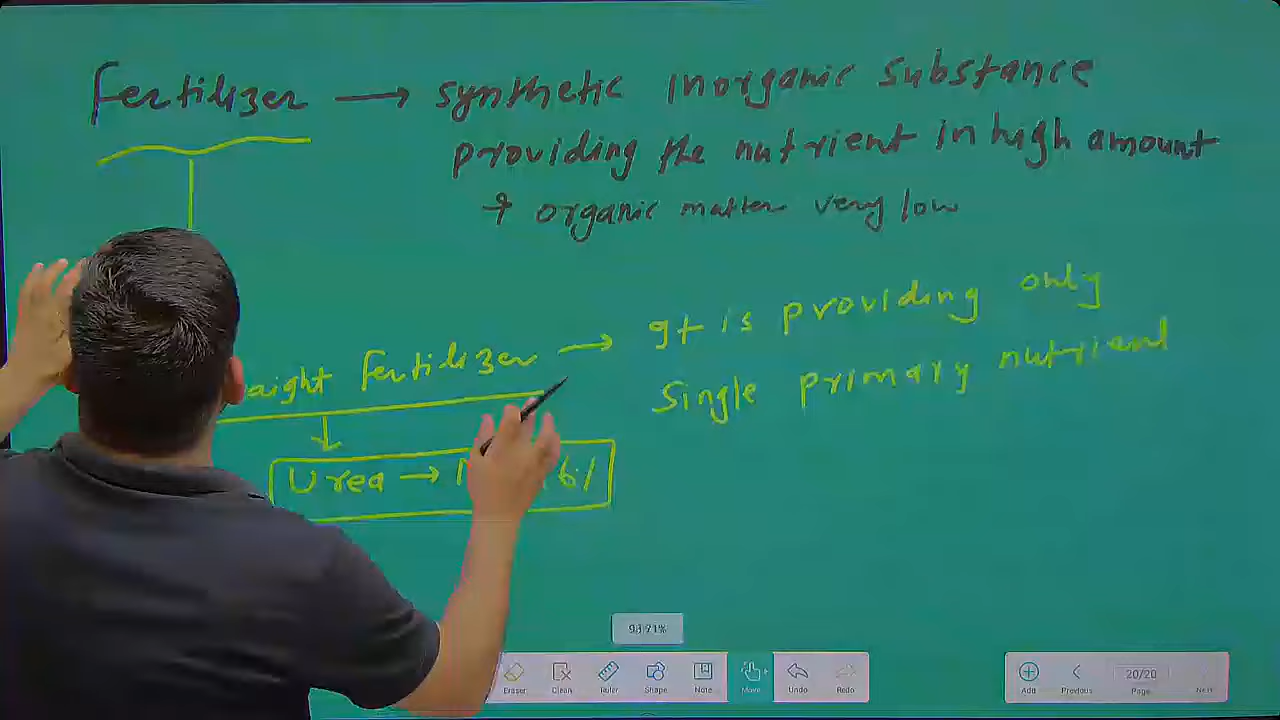 Fertilizer → synthetic inorganic substance
providing the nutrient in high amount
→ organic matter very low
aight fertilizer → It is providing only
Single primary nutrient
Urea →
93.71%
Eraser Clean Ruler Shape Note Move Undo Redo Add Previous 20/20 Page Next